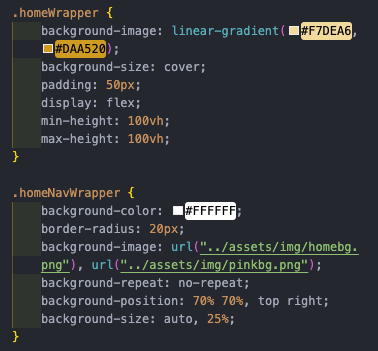 .homeWrapper {
background-image: linear-gradient(#F7DEA6,
#DAA520);
background-size: cover;
padding: 50px;
display: flex;
min-height: 100vh;
max-height: 100vh;
}
.homeNavWrapper {
background-color: #FFFFFF;
border-radius: 20px;
background-image: url("../assets/img/homebg.
png"), url("../assets/img/pinkbg.png");
background-repeat: no-repeat;
background-position: 70% 70%, top right;
background-size: auto, 25%;
}